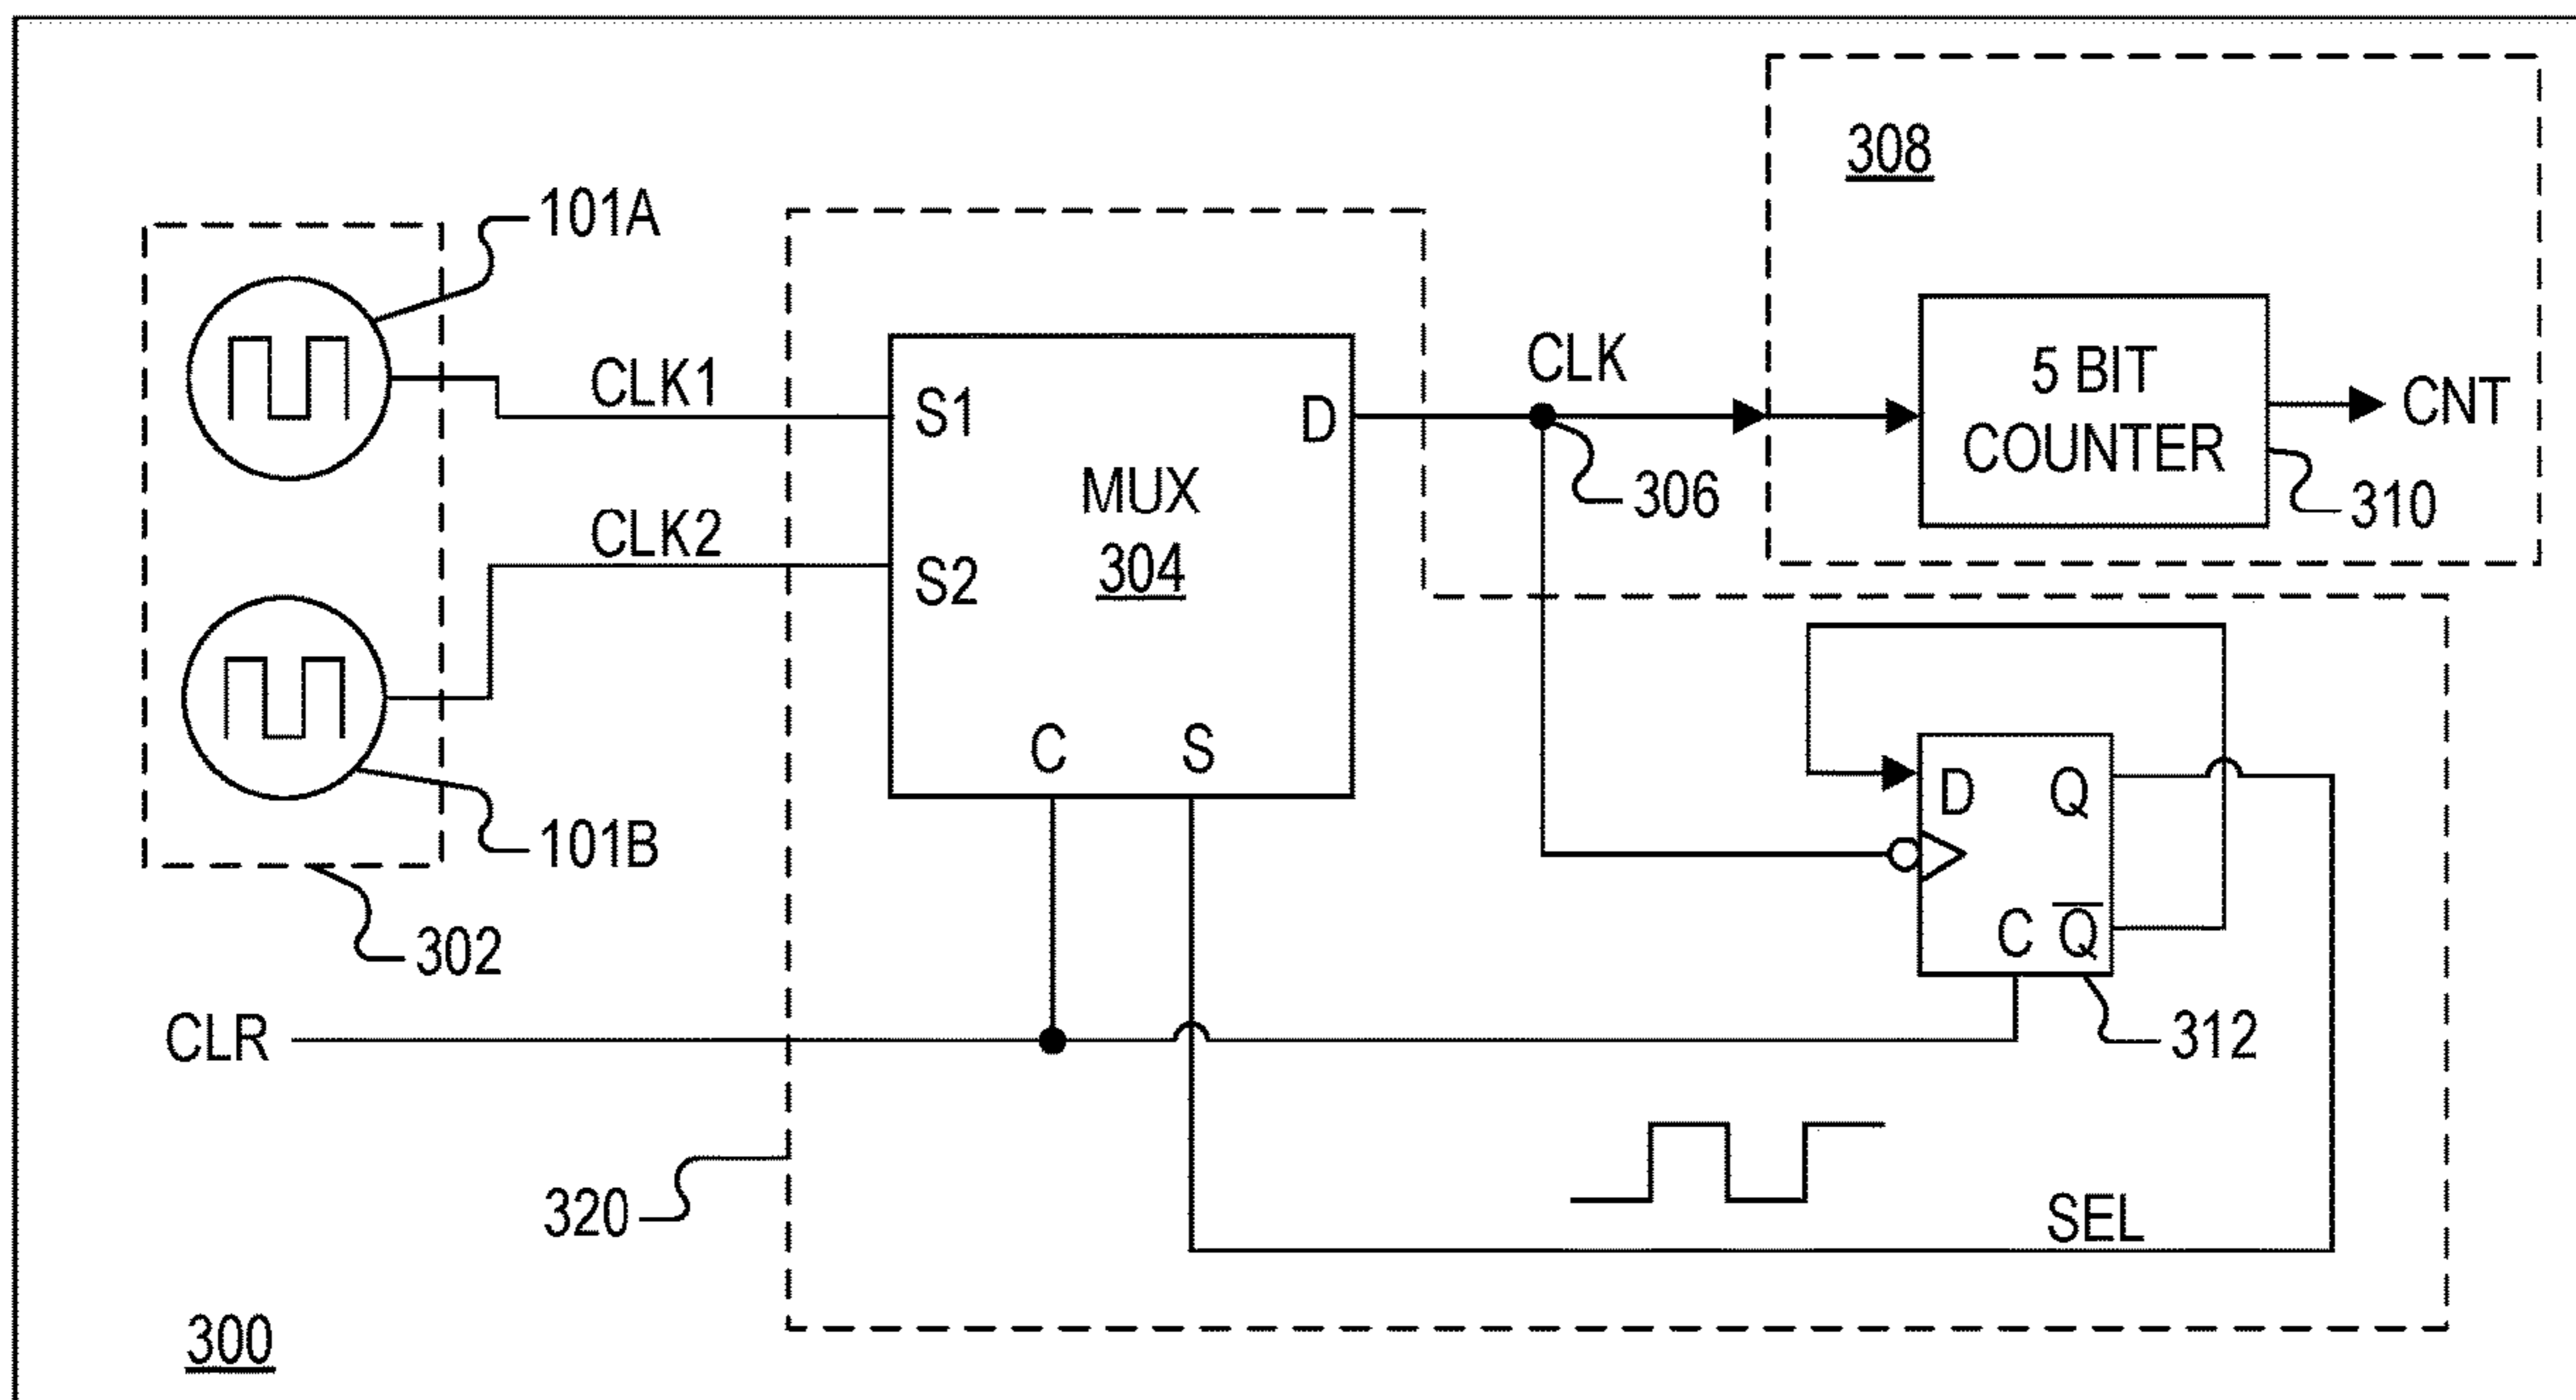 308
101A
CLK1
CLK2
S1
S2
D
MUX
304
C
S
CLK
306
5 BIT
COUNTER
CNT
310
101B
302
D
Q
C
Q̅
312
CLR
320
SEL
300